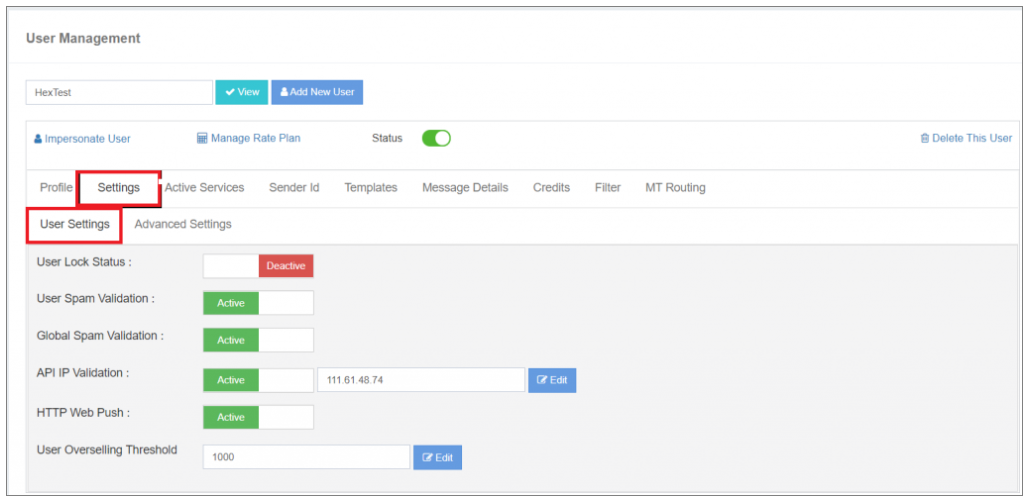 User Management
HexTest View Add New User
Impersonate User Manage Rate Plan Status Delete This User
Profile Settings Active Services Sender Id Templates Message Details Credits Filter MT Routing
User Settings Advanced Settings
User Lock Status : Deactive
User Spam Validation : Active
Global Spam Validation : Active
API IP Validation : Active 111.61.48.74 Edit
HTTP Web Push : Active
User Overselling Threshold 1000 Edit